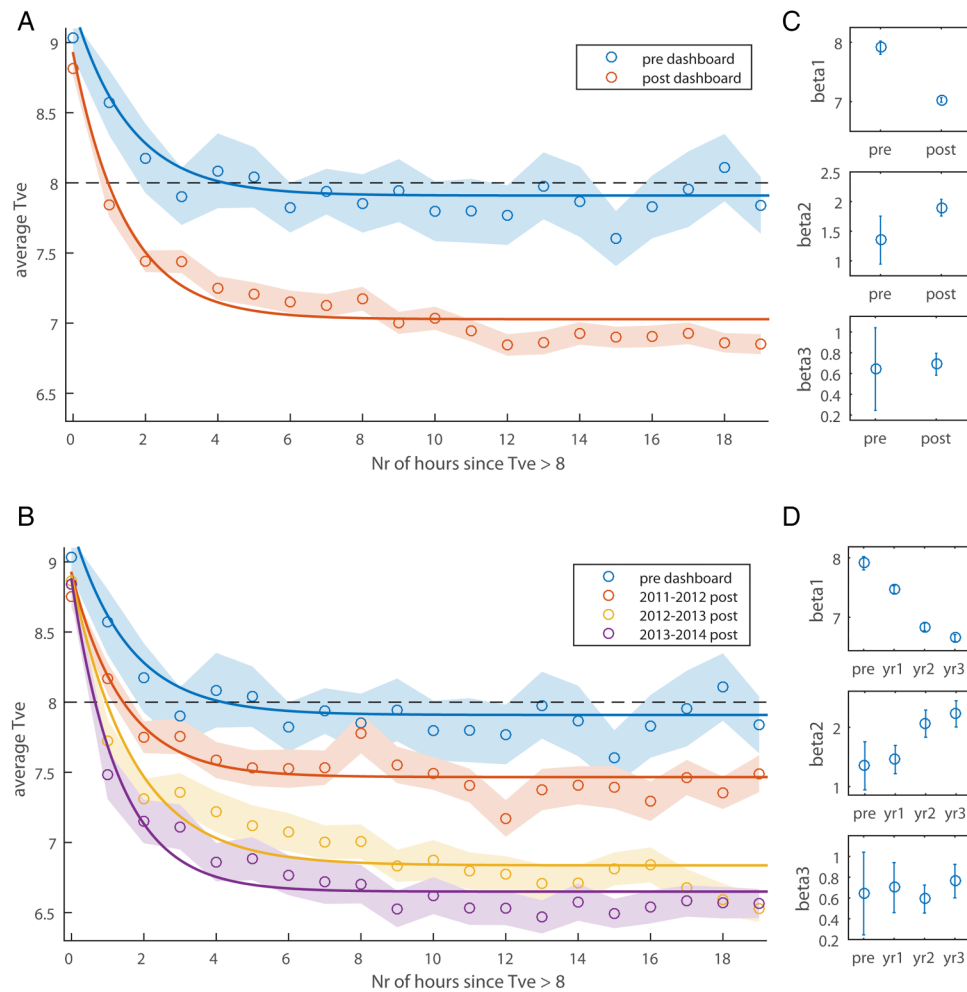 A
9
8.5
8
7.5
7
6.5
average Tve
0 2 4 6 8 10 12 14 16 18
Nr of hours since Tve > 8
pre dashboard
post dashboard
C
beta1
8
7
pre post
beta2
2.5
2
1.5
1
pre post
beta3
1
0.8
0.6
0.4
0.2
pre post
B
9
8.5
8
7.5
7
6.5
average Tve
0 2 4 6 8 10 12 14 16 18
Nr of hours since Tve > 8
pre dashboard
2011-2012 post
2012-2013 post
2013-2014 post
D
beta1
8
7
pre yr1 yr2 yr3
beta2
2
1
pre yr1 yr2 yr3
beta3
1
0.8
0.6
0.4
0.2
pre yr1 yr2 yr3